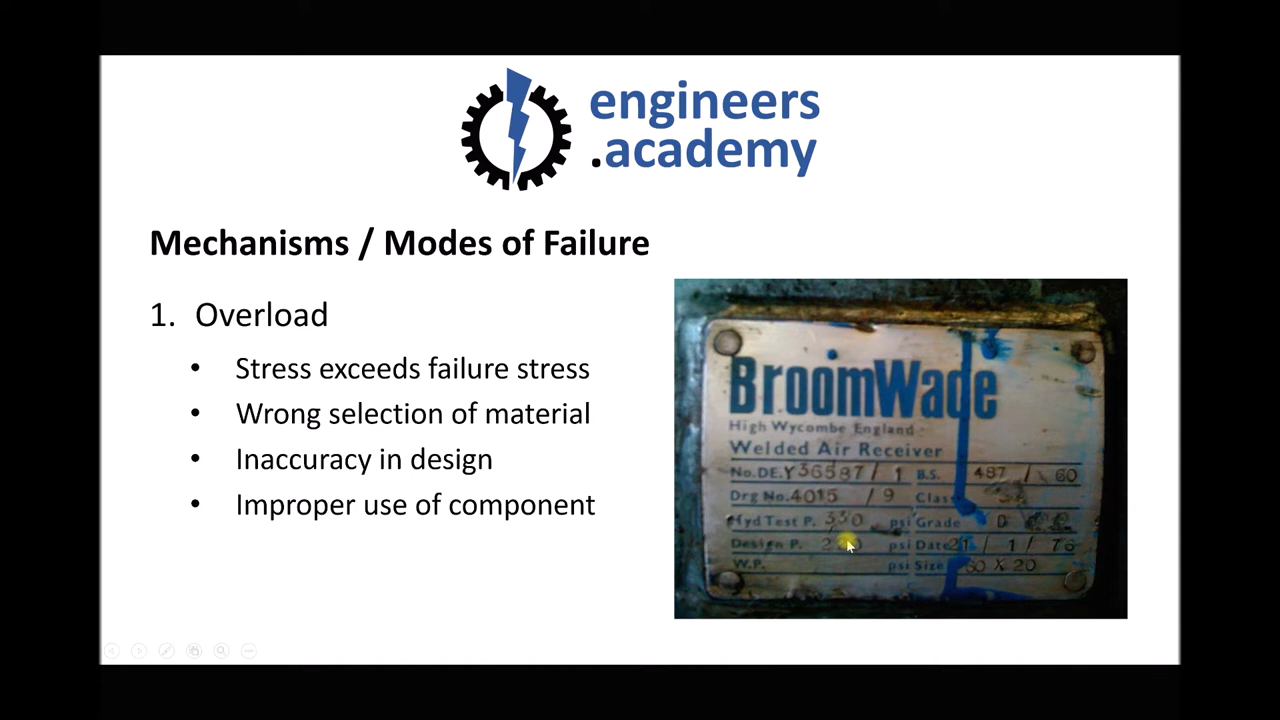 engineers
.academy
Mechanisms / Modes of Failure
1. Overload
• Stress exceeds failure stress
• Wrong selection of material
• Inaccuracy in design
• Improper use of component
BroomWade
High Wycombe England
Welded Air Receiver
No.DE.Y36587/1 B.S. 487 / 60
Drg No.4015 /9 Class
Hyd Test P. 330 psi Grade D
Design P. psi Date 21 / 1 / 76
W.P. psi Size 60 X 20